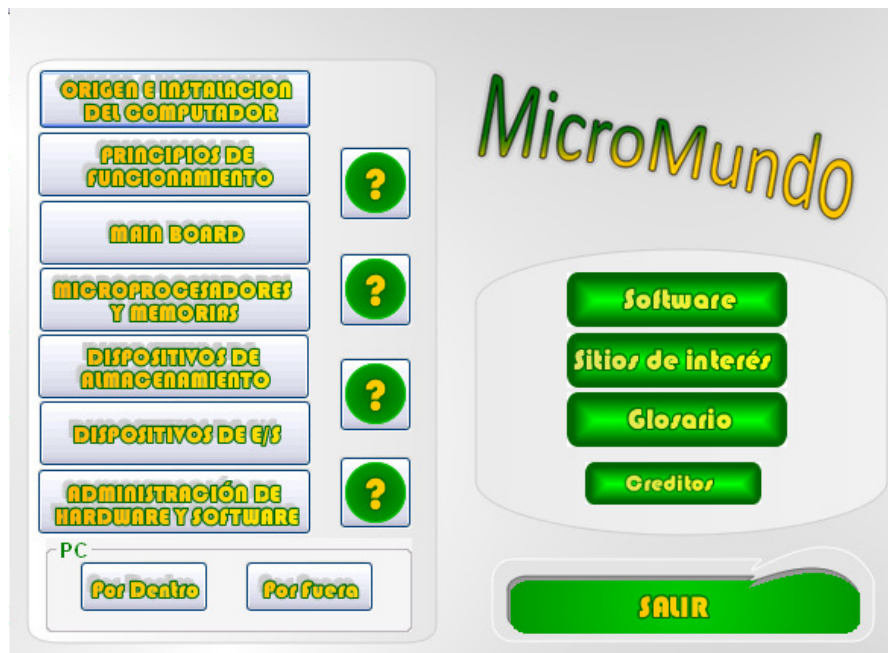 ORIGEN E INSTALACION
DEL COMPUTADOR
PRINCIPIOS DE
FUNCIONAMIENTO
MAIN BOARD
MICROPROCESADORES
Y MEMORIAS
DISPOSITIVOS DE
ALMACENAMIENTO
DISPOSITIVOS DE E/S
ADMINISTRACIÓN DE
HARDWARE Y SOFTWARE
?
?
?
?
PC
Por Dentro
Por Fuera
MicroMundo
Software
Sitios de interés
Glosario
Creditos
SALIR